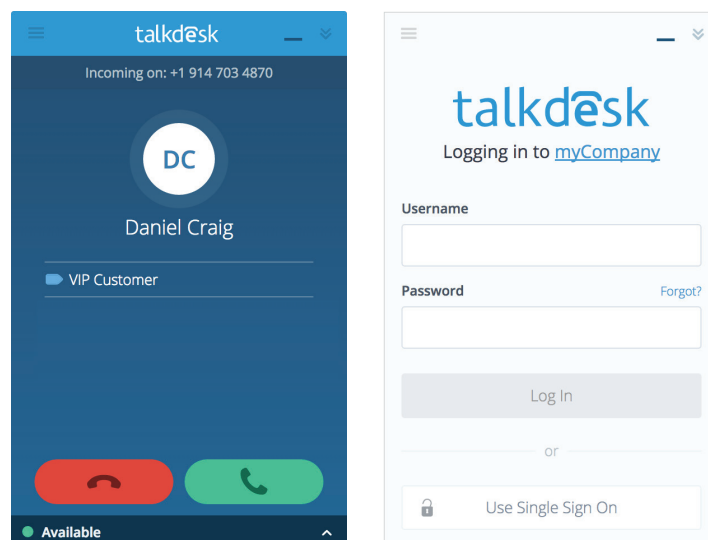 talkdesk
Incoming on: +1 914 703 4870
DC
Daniel Craig
VIP Customer
Available
talkdesk
Logging in to myCompany
Username
Password Forgot?
Log In
or
Use Single Sign On